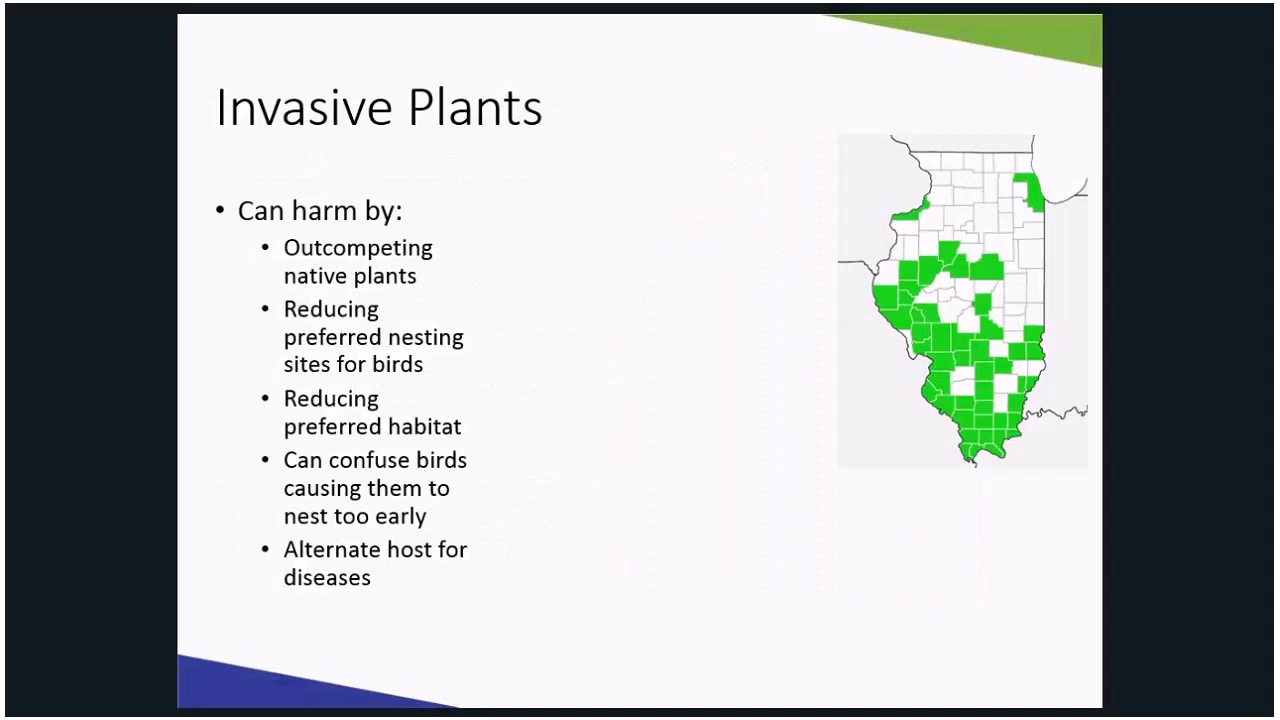 Invasive Plants
• Can harm by:
• Outcompeting
native plants
• Reducing
preferred nesting
sites for birds
• Reducing
preferred habitat
• Can confuse birds
causing them to
nest too early
• Alternate host for
diseases